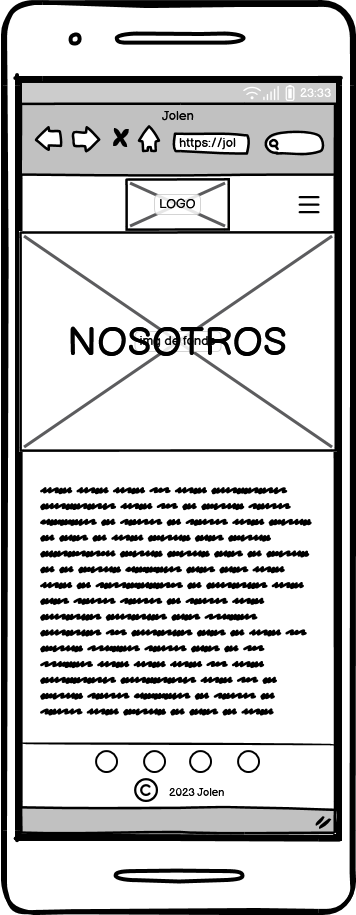 23:33
Jolen
https://jol
LOGO
img de fondo
NOSOTROS
© 2023 Jolen